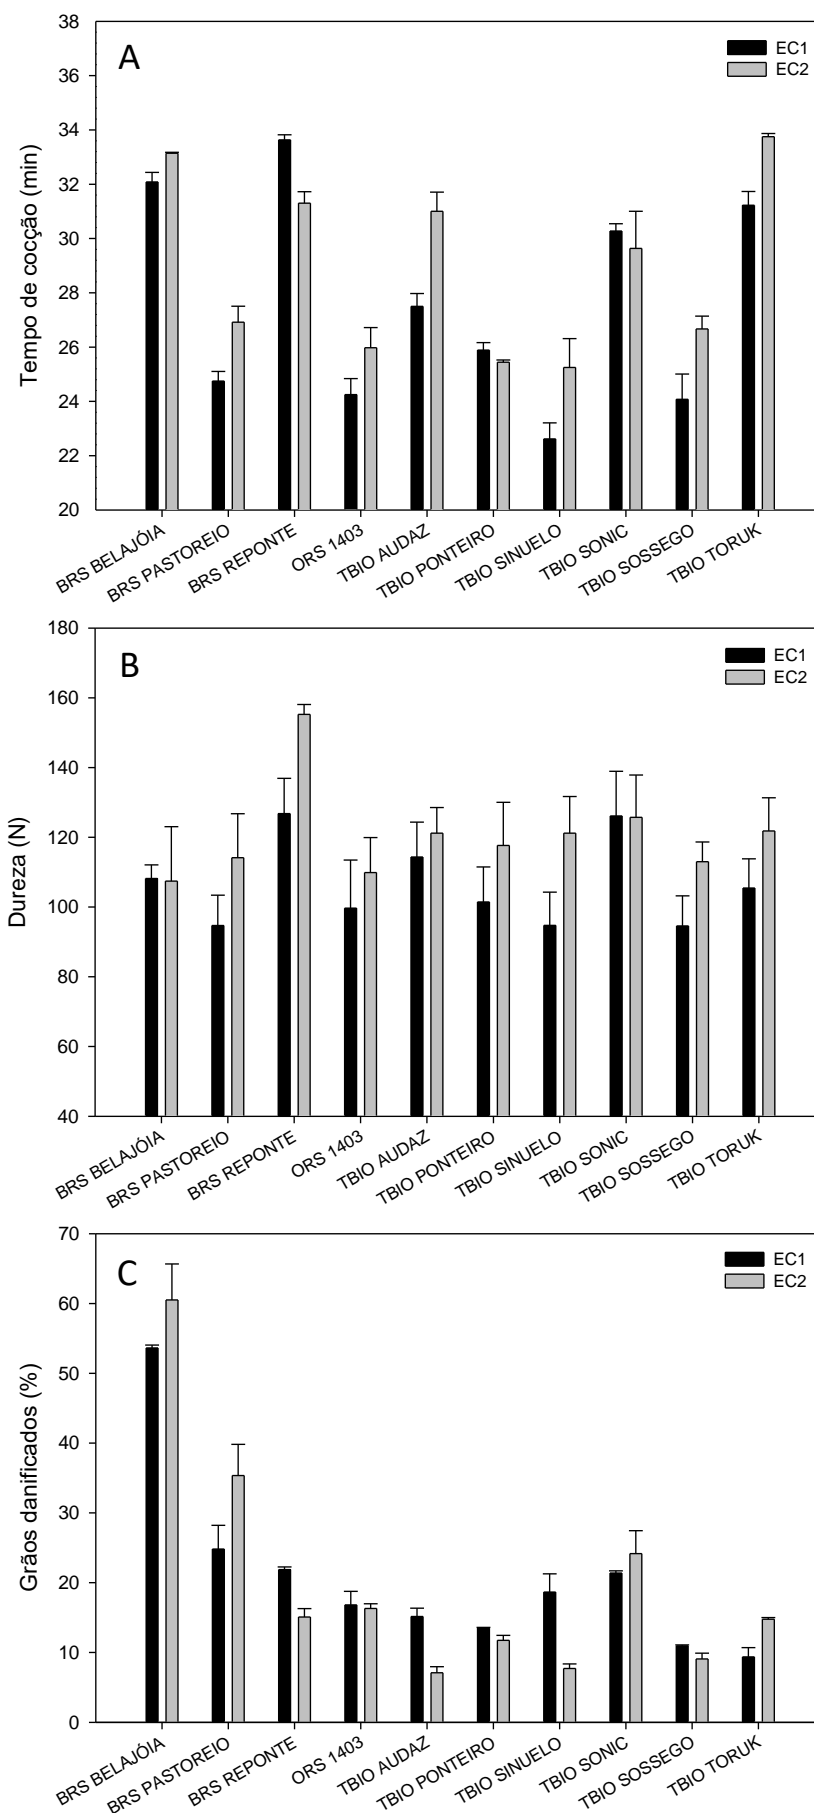 A
EC1
EC2
Tempo de cocção (min)
38
36
34
32
30
28
26
24
22
20
BRS BELAJÓIA
BRS PASTOREIO
BRS REPONTE
ORS 1403
TBIO AUDAZ
TBIO PONTEIRO
TBIO SINUELO
TBIO SONIC
TBIO SOSSEGO
TBIO TORUK
B
EC1
EC2
Dureza (N)
180
160
140
120
100
80
60
40
BRS BELAJÓIA
BRS PASTOREIO
BRS REPONTE
ORS 1403
TBIO AUDAZ
TBIO PONTEIRO
TBIO SINUELO
TBIO SONIC
TBIO SOSSEGO
TBIO TORUK
C
EC1
EC2
Grãos danificados (%)
70
60
50
40
30
20
10
0
BRS BELAJÓIA
BRS PASTOREIO
BRS REPONTE
ORS 1403
TBIO AUDAZ
TBIO PONTEIRO
TBIO SINUELO
TBIO SONIC
TBIO SOSSEGO
TBIO TORUK